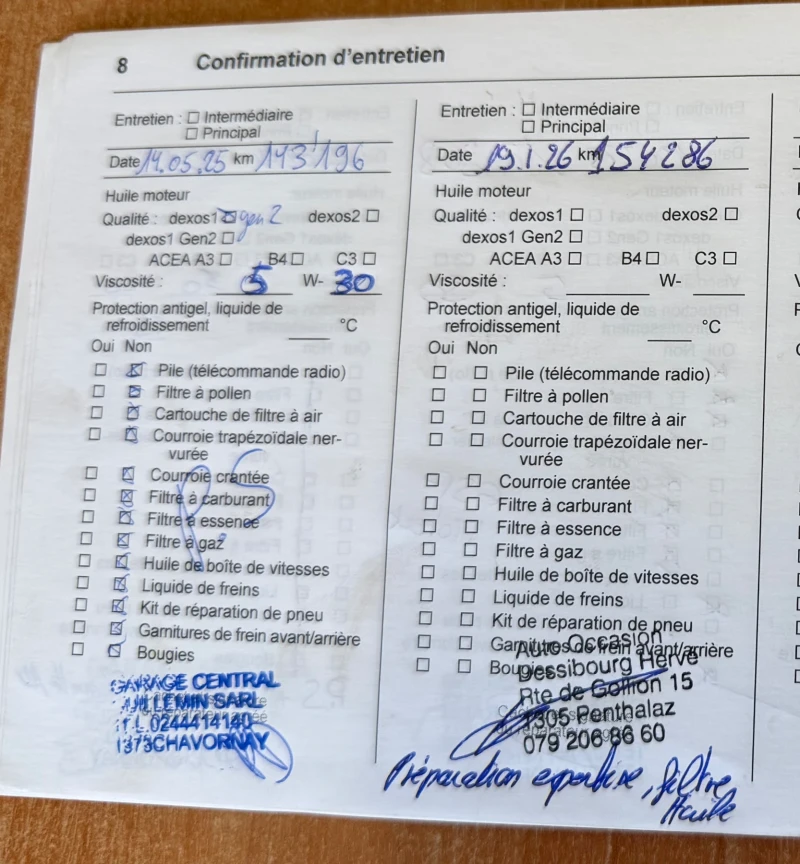 8 Confirmation d'entretien
Entretien : ☐ Intermédiaire
☐ Principal
Date 14.05.25 km 143'196
Huile moteur
Qualité : dexos1 ☒ gen 2 dexos2 ☐
dexos1 Gen2 ☐
ACEA A3 ☐ B4 ☐ C3 ☐
Viscosité : 5 W- 30
Protection antigel, liquide de
refroidissement °C
Oui Non
☐ ☒ Pile (télécommande radio)
☐ ☒ Filtre à pollen
☐ ☒ Cartouche de filtre à air
☐ ☒ Courroie trapézoïdale ner-
vurée
☐ ☒ Courroie crantée
☐ ☒ Filtre à carburant
☐ ☒ Filtre à essence
☐ ☒ Filtre à gaz
☐ ☒ Huile de boîte de vitesses
☐ ☒ Liquide de freins
☐ ☒ Kit de réparation de pneu
☐ ☒ Garnitures de frein avant/arrière
☐ ☒ Bougies
GARAGE CENTRAL
SARL
0244414140
1373 CHAVORNAY
Entretien : ☐ Intermédiaire
☐ Principal
Date 19.1.26 km 154286
Huile moteur
Qualité : dexos1 ☐ dexos2 ☐
dexos1 Gen2 ☐
ACEA A3 ☐ B4 ☐ C3 ☐
Viscosité : W-
Protection antigel, liquide de
refroidissement °C
Oui Non
☐ ☐ Pile (télécommande radio)
☐ ☐ Filtre à pollen
☐ ☐ Cartouche de filtre à air
☐ ☐ Courroie trapézoïdale ner-
vurée
☐ ☐ Courroie crantée
☐ ☐ Filtre à carburant
☐ ☐ Filtre à essence
☐ ☐ Filtre à gaz
☐ ☐ Huile de boîte de vitesses
☐ ☐ Liquide de freins
☐ ☐ Kit de réparation de pneu
☐ ☐ Garnitures de frein avant/arrière
☐ ☐ Bougies
Auto Occasion
Dessibourg Hervé
Rte de Gollion 15
1305 Penthalaz
079 206 86 60
Préparation expertise, filtre
Huile